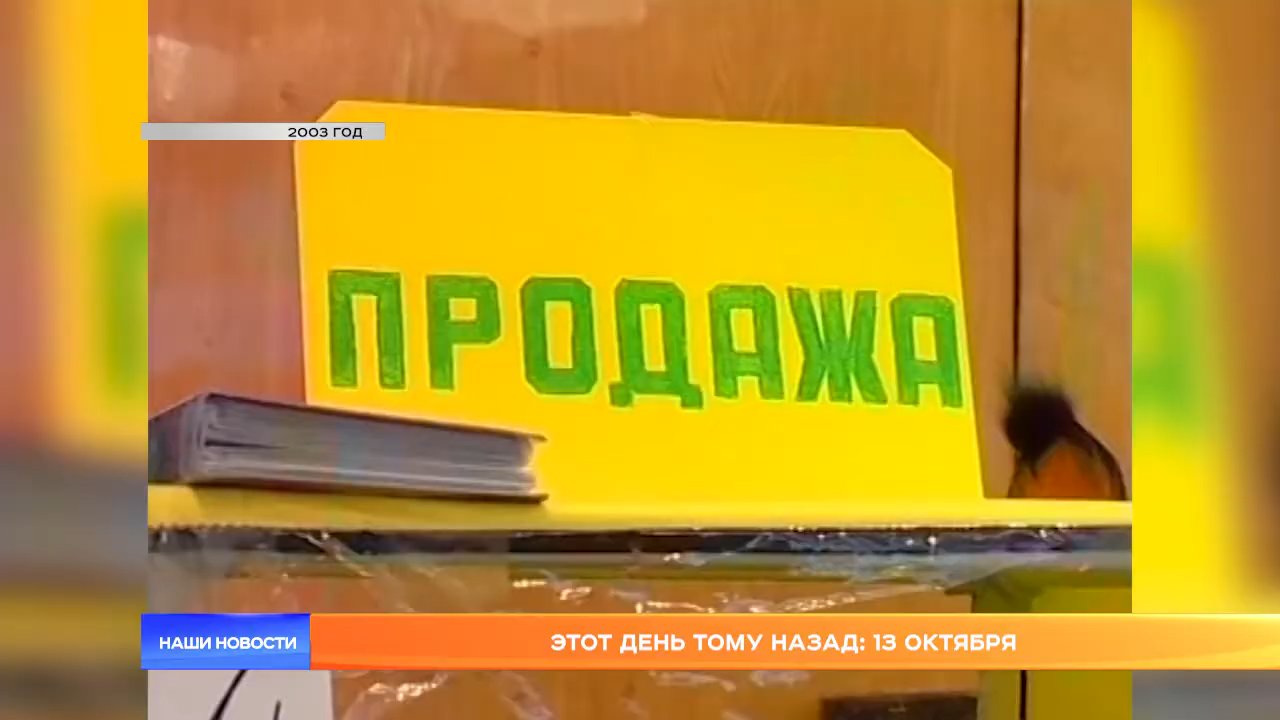 2003 ГОД
ПРОДАЖА
НАШИ НОВОСТИ
ЭТОТ ДЕНЬ ТОМУ НАЗАД: 13 ОКТЯБРЯ